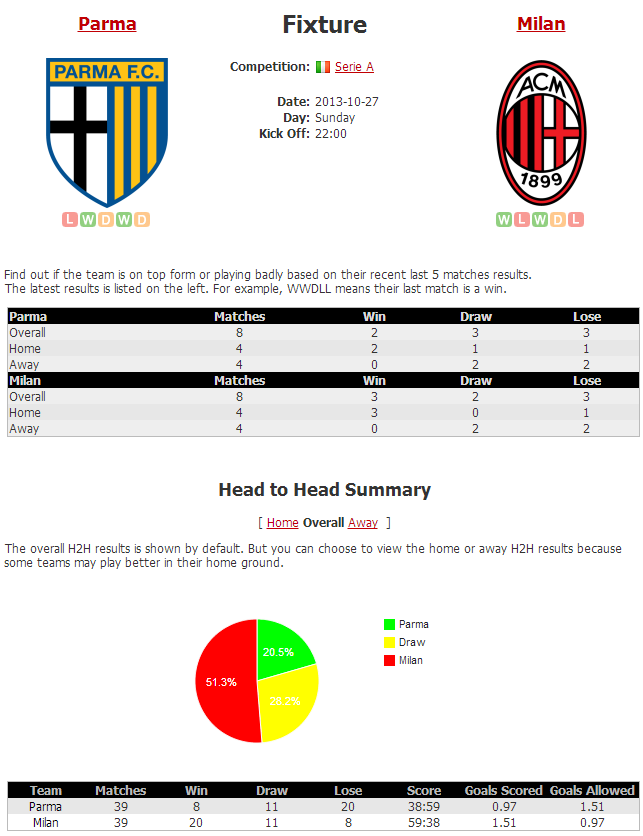 Parma
Fixture
Milan
Competition: Serie A
PARMA F.C.
ACM
1899
Date: 2013-10-27
Day: Sunday
Kick Off: 22:00
L W D W D
W L W D L
Find out if the team is on top form or playing badly based on their recent last 5 matches results.
The latest results is listed on the left. For example, WWDLL means their last match is a win.
Parma Matches Win Draw Lose
Overall 8 2 3 3
Home 4 2 1 1
Away 4 0 2 2
Milan Matches Win Draw Lose
Overall 8 3 2 3
Home 4 3 0 1
Away 4 0 2 2
Head to Head Summary
[ Home Overall Away ]
The overall H2H results is shown by default. But you can choose to view the home or away H2H results because
some teams may play better in their home ground.
20.5%
28.2%
51.3%
Parma
Draw
Milan
Team Matches Win Draw Lose Score Goals Scored Goals Allowed
Parma 39 8 11 20 38:59 0.97 1.51
Milan 39 20 11 8 59:38 1.51 0.97